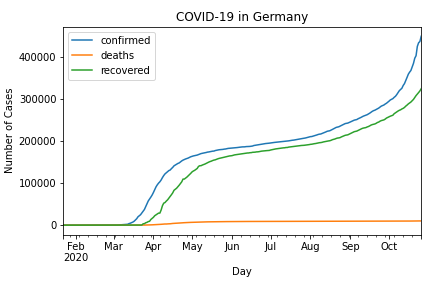 COVID-19 in Germany
confirmed
deaths
recovered
Number of Cases
400000
300000
200000
100000
0
Feb Mar Apr May Jun Jul Aug Sep Oct
2020
Day